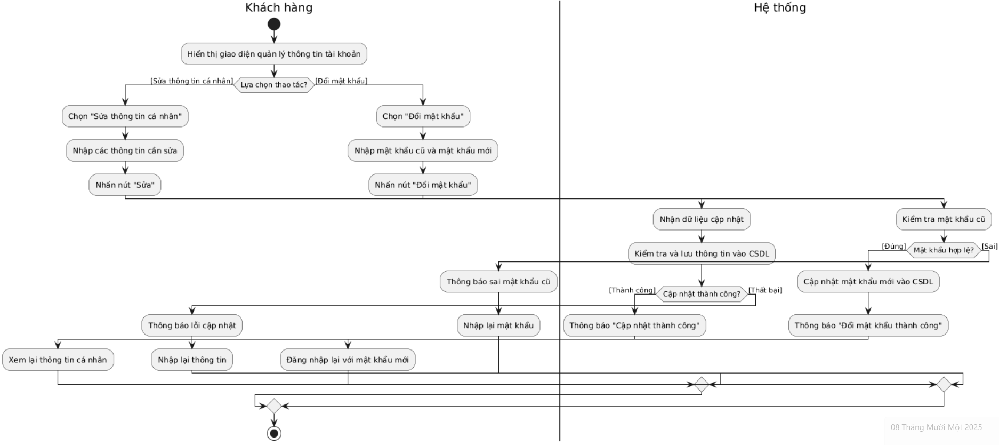 Khách hàng
Hệ thống
Hiển thị giao diện quản lý thông tin tài khoản
[Sửa thông tin cá nhân]
Lựa chọn thao tác?
[Đổi mật khẩu]
Chọn "Sửa thông tin cá nhân"
Chọn "Đổi mật khẩu"
Nhập các thông tin cần sửa
Nhập mật khẩu cũ và mật khẩu mới
Nhấn nút "Sửa"
Nhấn nút "Đổi mật khẩu"
Nhận dữ liệu cập nhật
Kiểm tra mật khẩu cũ
Kiểm tra và lưu thông tin vào CSDL
[Đúng]
Mật khẩu hợp lệ?
[Sai]
Thông báo sai mật khẩu cũ
Cập nhật mật khẩu mới vào CSDL
[Thành công]
Cập nhật thành công?
[Thất bại]
Thông báo lỗi cập nhật
Nhập lại mật khẩu
Thông báo "Cập nhật thành công"
Thông báo "Đổi mật khẩu thành công"
Xem lại thông tin cá nhân
Nhập lại thông tin
Đăng nhập lại với mật khẩu mới
08 Tháng Mười Một 2025